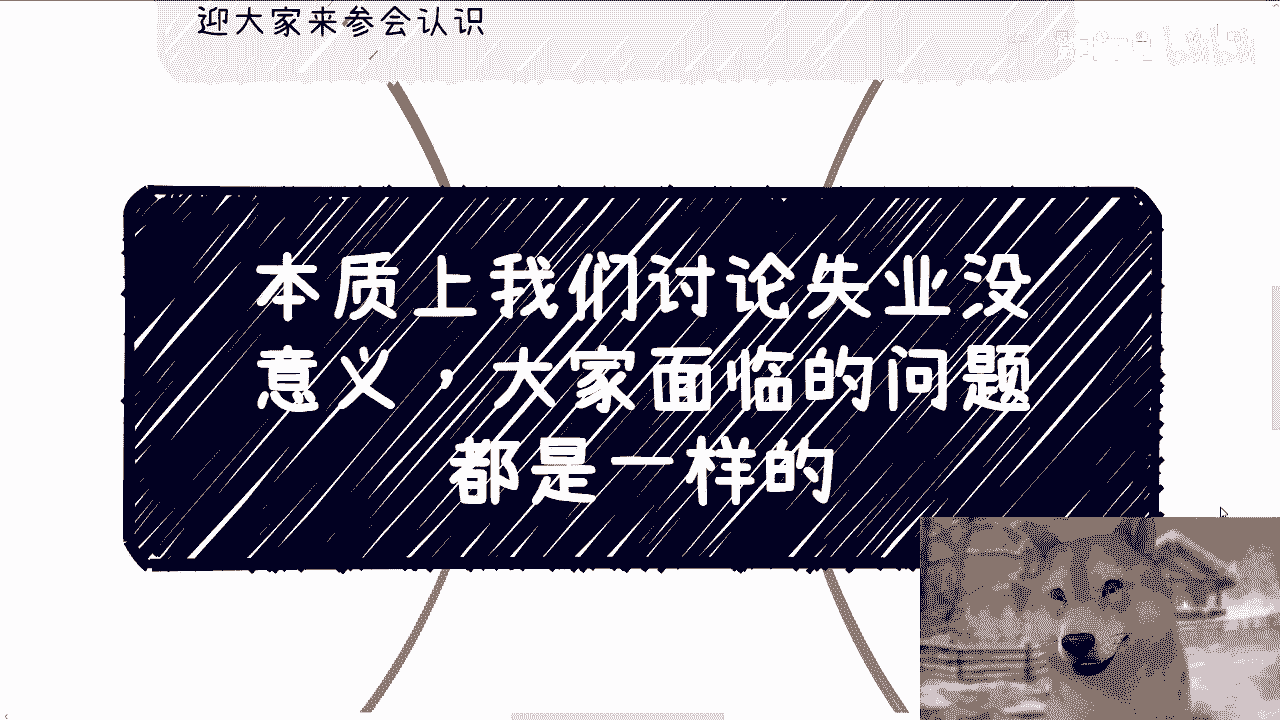 迎大家来参会认识
本质上我们讨论失业没
意义，大家面临的问题
都是一样的